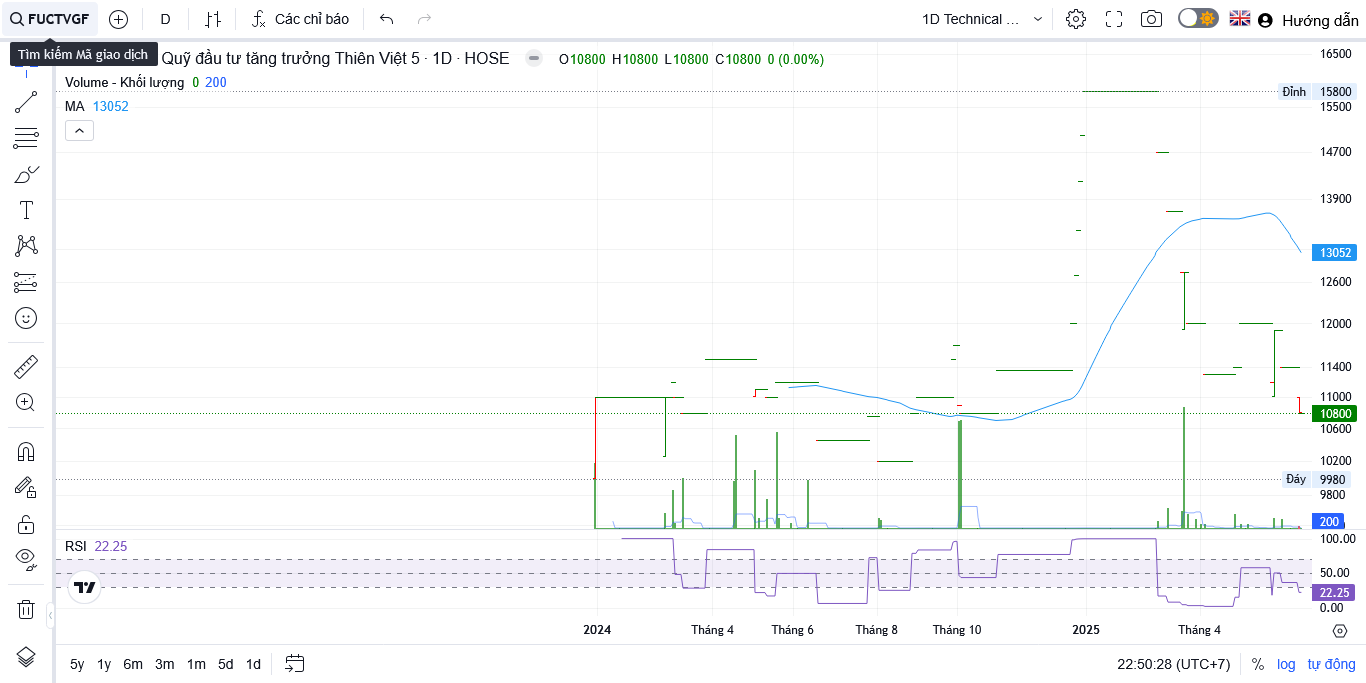 FUCTVGF
D
Các chỉ báo
1D Technical ...
Hướng dẫn
Tìm kiếm Mã giao dịch
Quỹ đầu tư tăng trưởng Thiên Việt 5 · 1D · HOSE
O10800 H10800 L10800 C10800 0 (0.00%)
Volume - Khối lượng 0 200
MA 13052
16500
Đỉnh 15800
15500
14700
13900
13052
12600
12000
11400
11000
10800
10600
10200
Đáy 9980
9800
200
RSI 22.25
100.00
50.00
22.25
0.00
2024 Tháng 4 Tháng 6 Tháng 8 Tháng 10 2025 Tháng 4
5y 1y 6m 3m 1m 5d 1d
22:50:28 (UTC+7) % log tự động